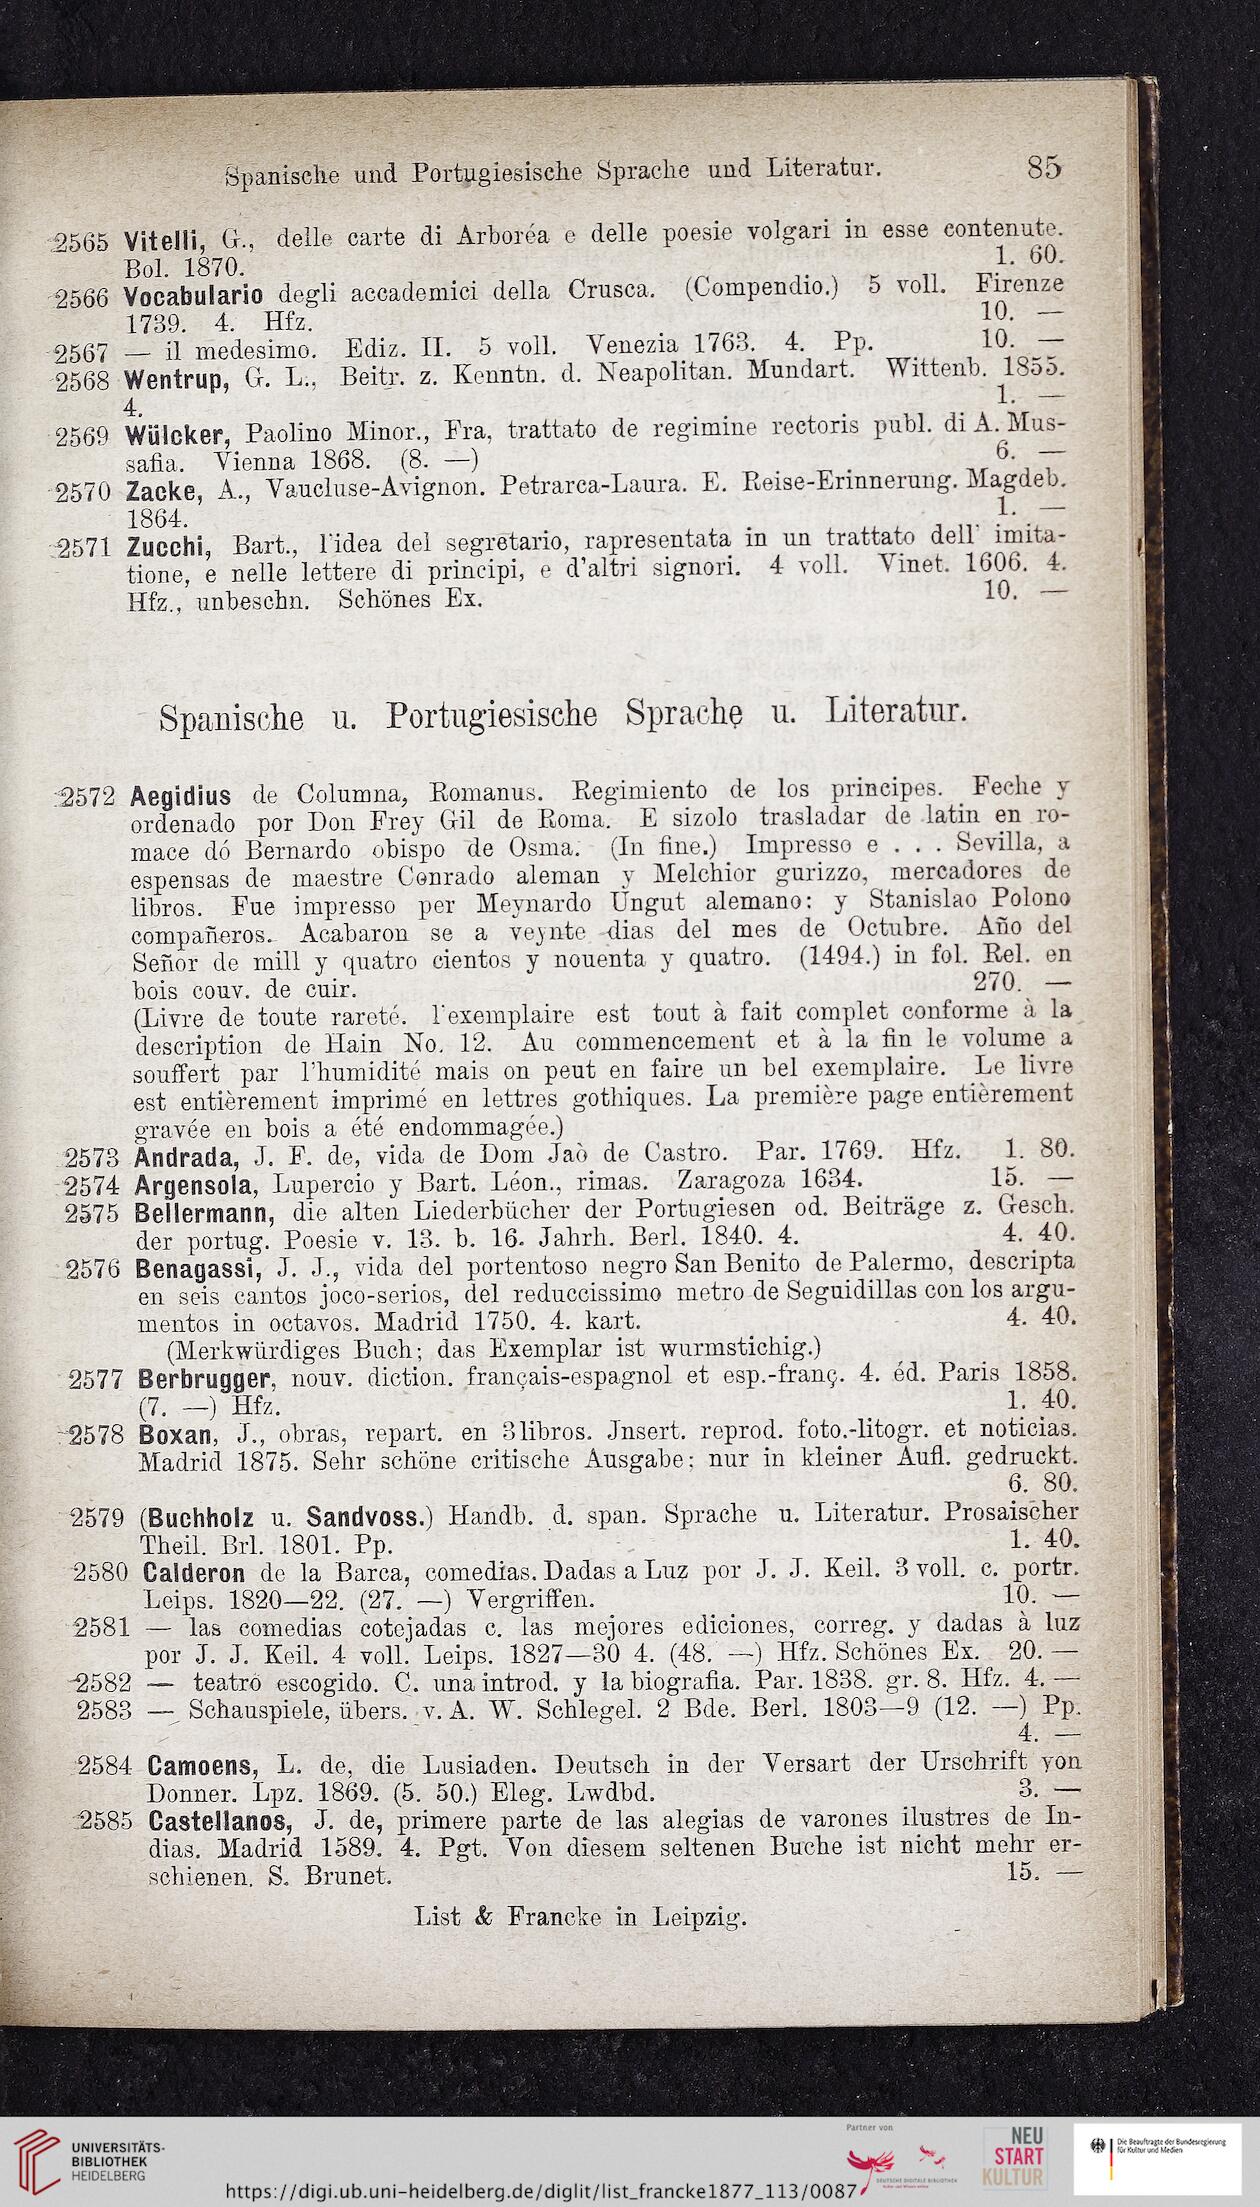 Spanische und Portugiesische Sprache und Literatur. 85
2565 Vitelli, G., delle carte di Arboréa e delle poesie volgari in esse contenute.
Bol. 1870. 1. 60.
2566 Vocabulario degli accademici della Crusca. (Compendio.) 5 voll. Firenze
1739. 4. Hfz. 10. —
2567 — il medesimo. Ediz. II. 5 voll. Venezia 1763. 4. Pp. 10. —
2568 Wentrup, G. L., Beitr. z. Kenntn. d. Neapolitan. Mundart. Wittenb. 1855.
4. 1. —
2569 Wülcker, Paolino Minor., Fra, trattato de regimine rectoris publ. di A. Mus-
safia. Vienna 1868. (8. —) 6. —
2570 Zacke, A., Vaucluse-Avignon. Petrarca-Laura. E. Reise-Erinnerung. Magdeb.
1864. 1. —
2571 Zucchi, Bart., l'idea del segretario, rapresentata in un trattato dell' imita-
tione, e nelle lettere di principi, e d'altri signori. 4 voll. Vinet. 1606. 4.
Hfz., unbeschn. Schönes Ex. 10. —
Spanische u. Portugiesische Sprache u. Literatur.
2572 Aegidius de Columna, Romanus. Regimiento de los principes. Feche y
ordenado por Don Frey Gil de Roma. E sizolo trasladar de latin en ro-
mace dó Bernardo obispo de Osma. (In fine.) Impresso e . . . Sevilla, a
espensas de maestre Conrado aleman y Melchior gurizzo, mercadores de
libros. Fue impresso per Meynardo Ungut alemano: y Stanislao Polono
compañeros. Acabaron se a veynte dias del mes de Octubre. Año del
Señor de mill y quatro cientos y nouenta y quatro. (1494.) in fol. Rel. en
bois couv. de cuir. 270. —
(Livre de toute rareté. l'exemplaire est tout à fait complet conforme à la
description de Hain No. 12. Au commencement et à la fin le volume a
souffert par l'humidité mais on peut en faire un bel exemplaire. Le livre
est entièrement imprimé en lettres gothiques. La première page entièrement
gravée en bois a été endommagée.)
2573 Andrada, J. F. de, vida de Dom Jaò de Castro. Par. 1769. Hfz. 1. 80.
2574 Argensola, Lupercio y Bart. Léon., rimas. Zaragoza 1634. 15. —
2575 Bellermann, die alten Liederbücher der Portugiesen od. Beiträge z. Gesch.
der portug. Poesie v. 13. b. 16. Jahrh. Berl. 1840. 4. 4. 40.
2576 Benagassi, J. J., vida del portentoso negro San Benito de Palermo, descripta
en seis cantos joco-serios, del reduccissimo metro de Seguidillas con los argu-
mentos in octavos. Madrid 1750. 4. kart. 4. 40.
(Merkwürdiges Buch; das Exemplar ist wurmstichig.)
2577 Berbrugger, nouv. diction. français-espagnol et esp.-franç. 4. éd. Paris 1858.
(7. —) Hfz. 1. 40.
2578 Boxan, J., obras, repart. en 3 libros. Jnsert. reprod. foto.-litogr. et noticias.
Madrid 1875. Sehr schöne critische Ausgabe; nur in kleiner Aufl. gedruckt.
6. 80.
2579 (Buchholz u. Sandvoss.) Handb. d. span. Sprache u. Literatur. Prosaischer
Theil. Brl. 1801. Pp. 1. 40.
2580 Calderon de la Barca, comedias. Dadas a Luz por J. J. Keil. 3 voll. c. portr.
Leips. 1820—22. (27. —) Vergriffen. 10. —
2581 — las comedias cotejadas c. las mejores ediciones, correg. y dadas à luz
por J. J. Keil. 4 voll. Leips. 1827—30 4. (48. —) Hfz. Schönes Ex. 20. —
2582 — teatro escogido. C. una introd. y la biografia. Par. 1838. gr. 8. Hfz. 4. —
2583 — Schauspiele, übers. v. A. W. Schlegel. 2 Bde. Berl. 1803—9 (12. —) Pp.
4. —
2584 Camoens, L. de, die Lusiaden. Deutsch in der Versart der Urschrift von
Donner. Lpz. 1869. (5. 50.) Eleg. Lwdbd. 3. —
2585 Castellanos, J. de, primere parte de las alegias de varones ilustres de In-
dias. Madrid 1589. 4. Pgt. Von diesem seltenen Buche ist nicht mehr er-
schienen. S. Brunet. 15. —
List & Francke in Leipzig.
UNIVERSITÄTS-
BIBLIOTHEK
HEIDELBERG
https://digi.ub.uni-heidelberg.de/diglit/list_francke1877_113/0087
Partner von
DEUTSCHE DIGITALE BIBLIOTHEK
Kultur und Wissen online
NEU
START
KULTUR
Die Beauftragte der Bundesregierung
für Kultur und Medien